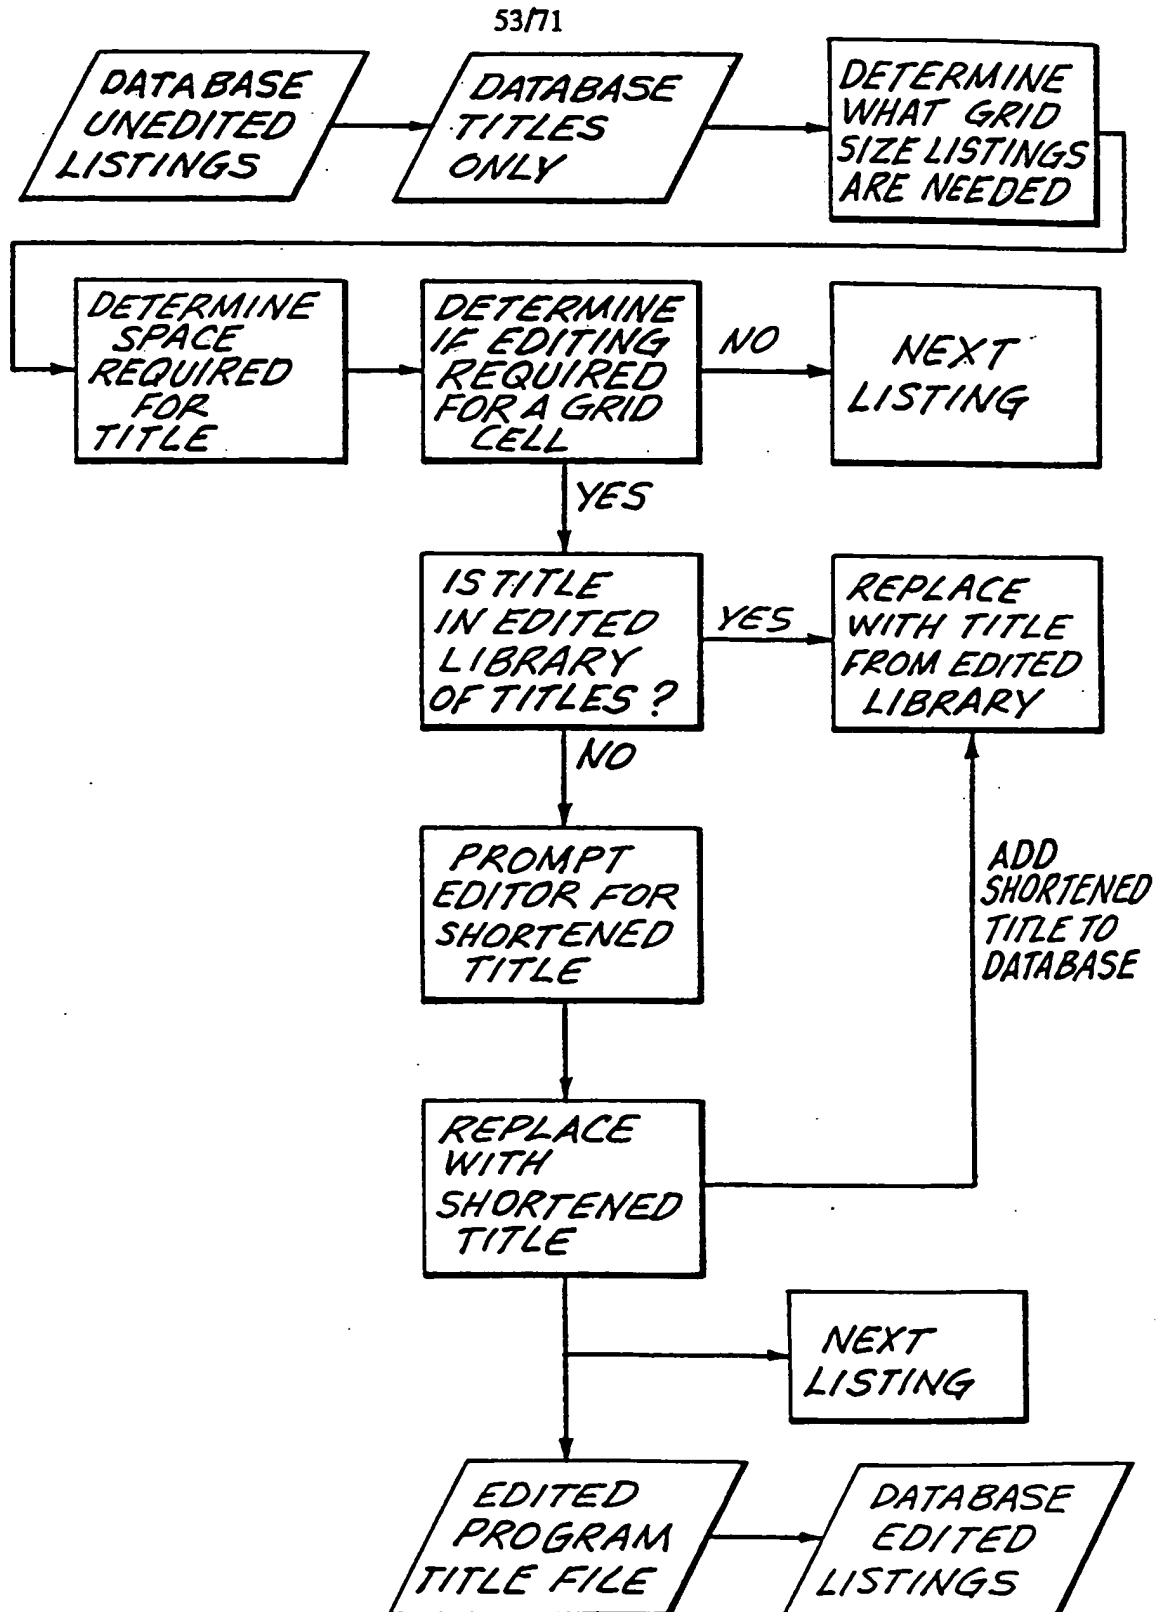 53/71
DATABASE
UNEDITED
LISTINGS
DATABASE
TITLES
ONLY
DETERMINE
WHAT GRID
SIZE LISTINGS
ARE NEEDED
DETERMINE
SPACE
REQUIRED
FOR
TITLE
DETERMINE
IF EDITING
REQUIRED
FOR A GRID
CELL
NO
NEXT
LISTING
YES
IS TITLE
IN EDITED
LIBRARY
OF TITLES?
YES
REPLACE
WITH TITLE
FROM EDITED
LIBRARY
NO
PROMPT
EDITOR FOR
SHORTENED
TITLE
ADD
SHORTENED
TITLE TO
DATABASE
REPLACE
WITH
SHORTENED
TITLE
NEXT
LISTING
EDITED
PROGRAM
TITLE FILE
DATABASE
EDITED
LISTINGS